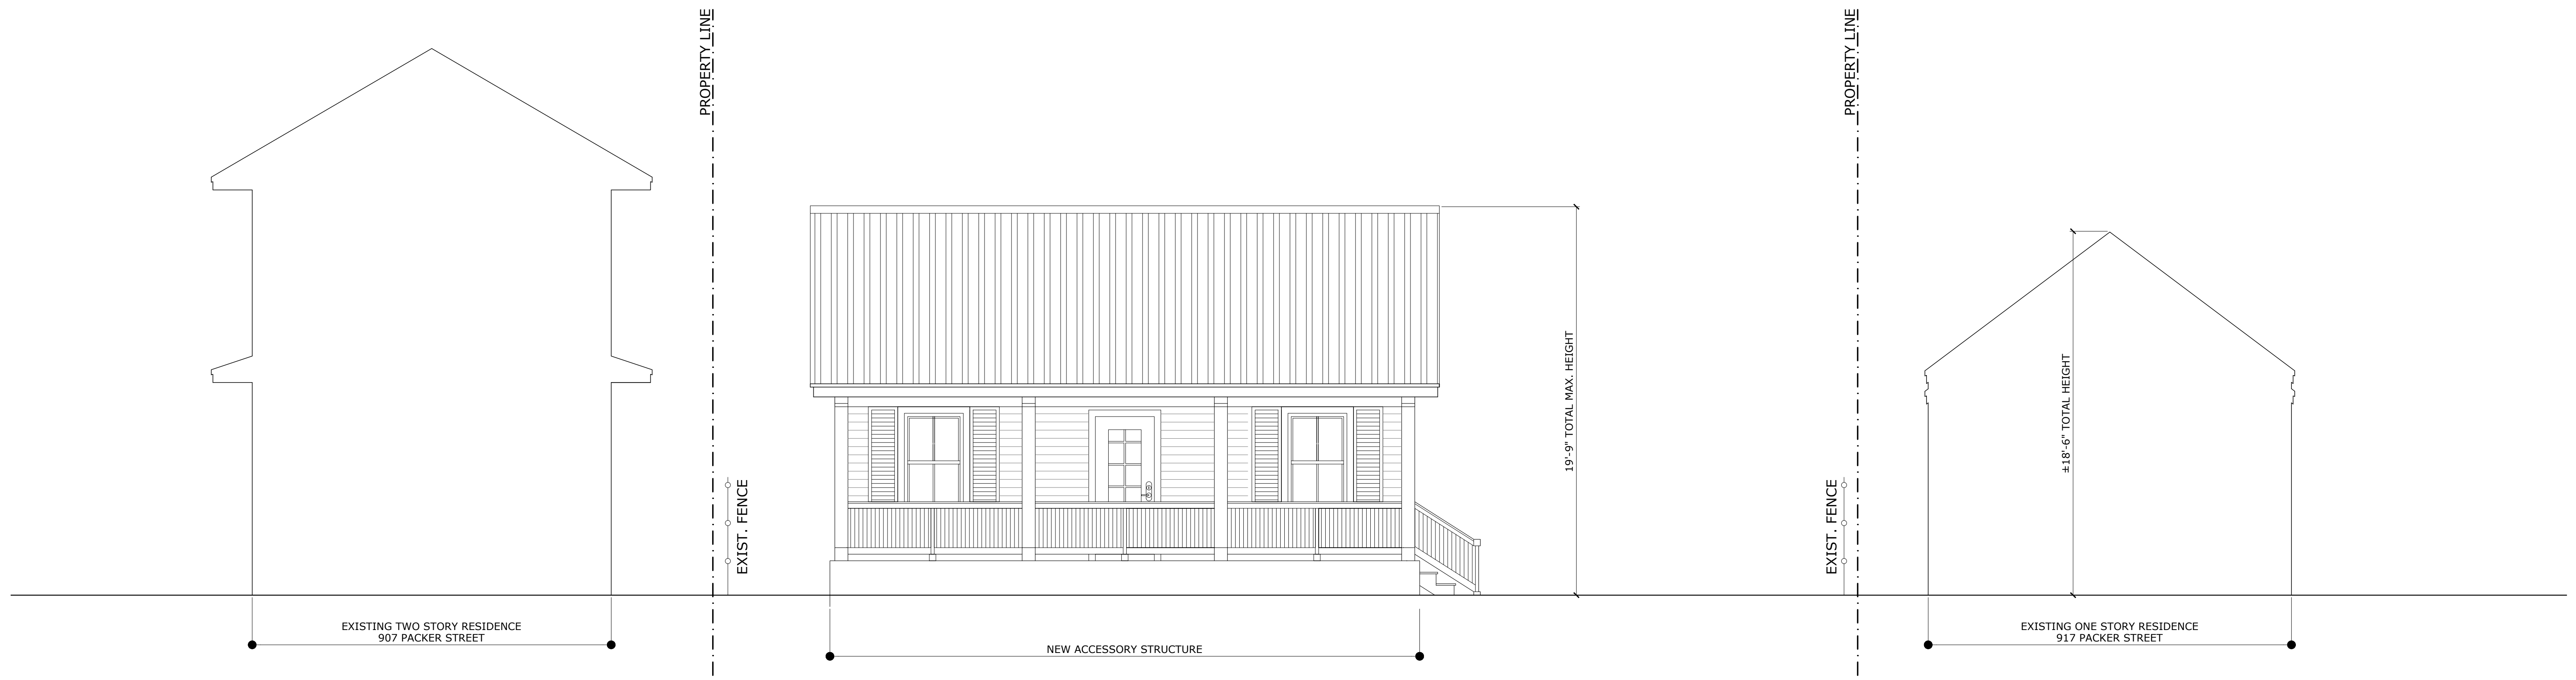 PROPERTY LINE
PROPERTY LINE
19'-9" TOTAL MAX. HEIGHT
±18'-6" TOTAL HEIGHT
EXIST. FENCE
EXIST. FENCE
EXISTING TWO STORY RESIDENCE
907 PACKER STREET
NEW ACCESSORY STRUCTURE
EXISTING ONE STORY RESIDENCE
917 PACKER STREET